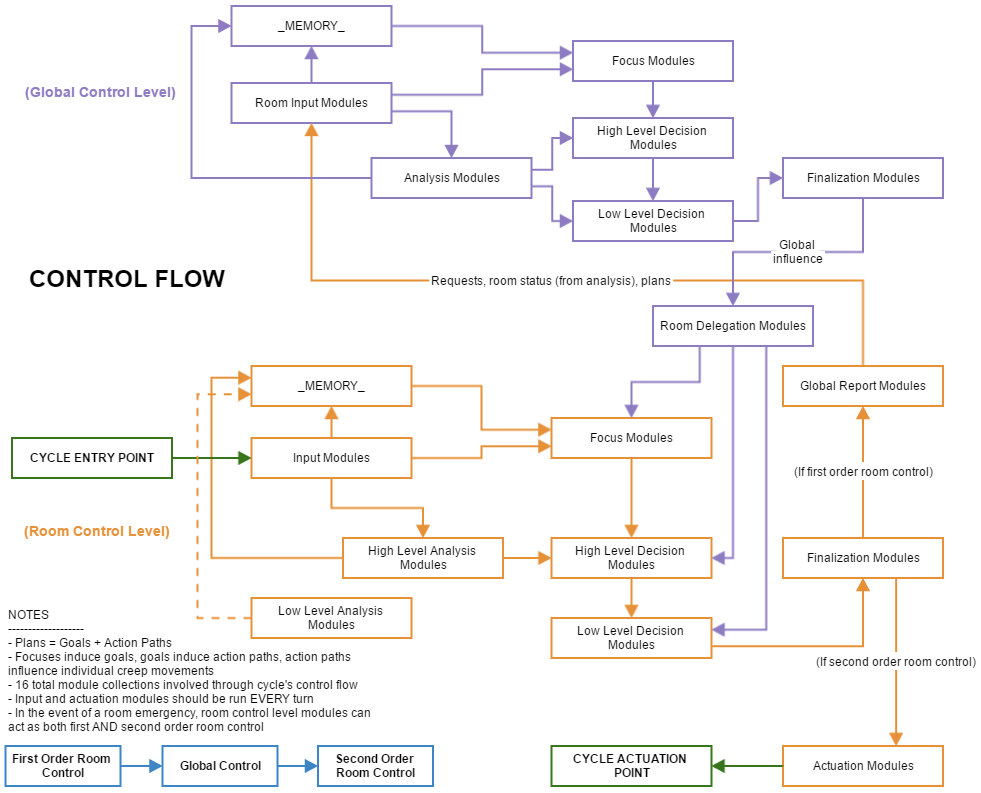 _MEMORY_
Focus Modules
(Global Control Level)
Room Input Modules
High Level Decision
Modules
Analysis Modules
Finalization Modules
Low Level Decision
Modules
Global
influence
CONTROL FLOW
Requests, room status (from analysis), plans
Room Delegation Modules
_MEMORY_
Global Report Modules
Focus Modules
CYCLE ENTRY POINT
Input Modules
(If first order room control)
(Room Control Level)
High Level Analysis
Modules
High Level Decision
Modules
Finalization Modules
Low Level Analysis
Modules
Low Level Decision
Modules
(If second order room control)
NOTES
-------------------
- Plans = Goals + Action Paths
- Focuses induce goals, goals induce action paths, action paths
influence individual creep movements
- 16 total module collections involved through cycle's control flow
- Input and actuation modules should be run EVERY turn
- In the event of a room emergency, room control level modules can
act as both first AND second order room control
First Order Room
Control
Global Control
Second Order
Room Control
CYCLE ACTUATION
POINT
Actuation Modules